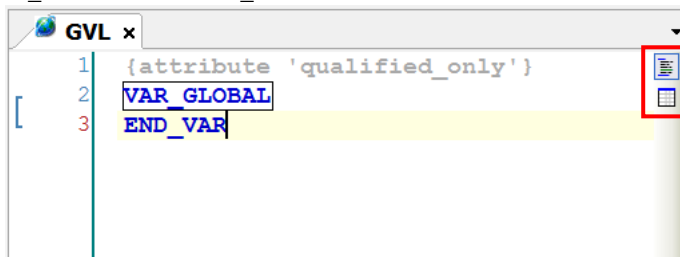 GVL x
1 {attribute 'qualified_only'}
2 VAR_GLOBAL
3 END_VAR